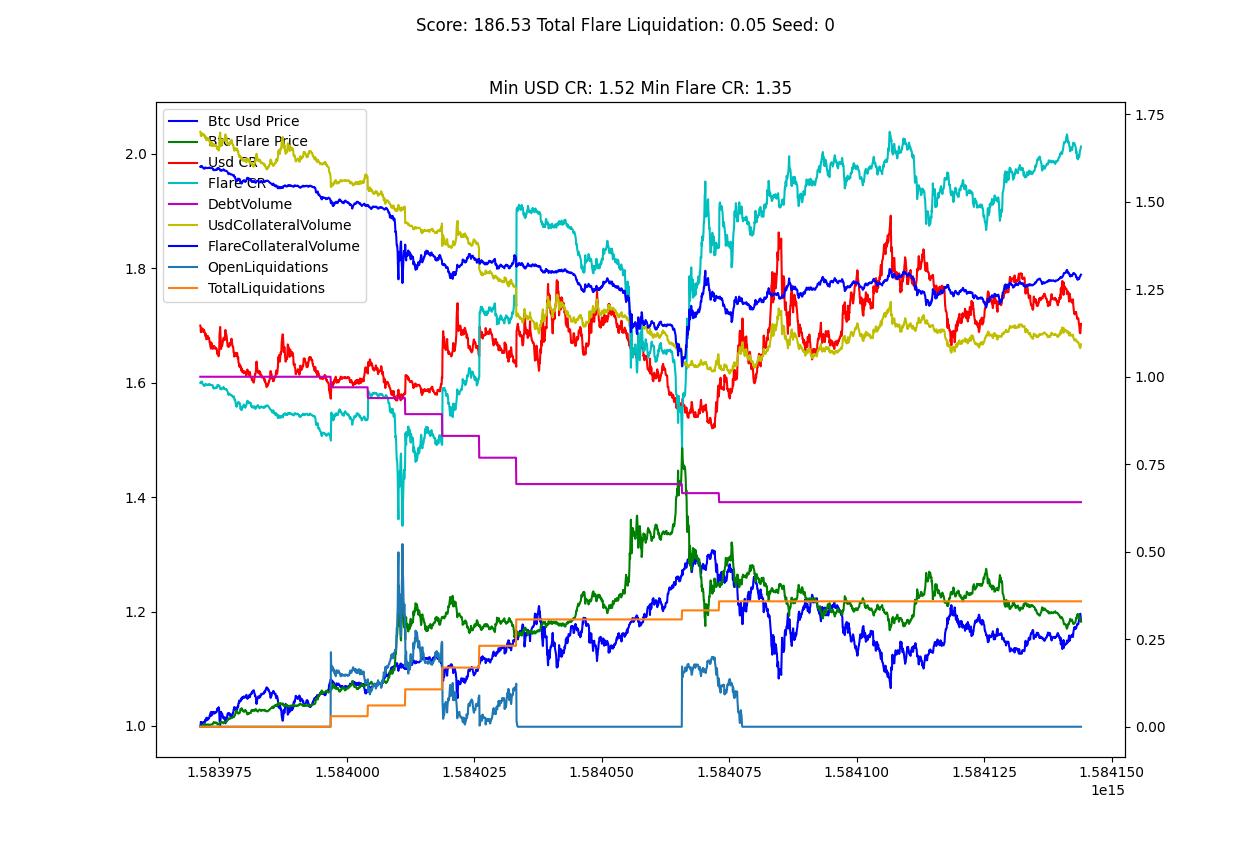 Score: 186.53 Total Flare Liquidation: 0.05 Seed: 0
Min USD CR: 1.52 Min Flare CR: 1.35
Btc Usd Price
Btc Flare Price
Usd CR
Flare CR
DebtVolume
UsdCollateralVolume
FlareCollateralVolume
OpenLiquidations
TotalLiquidations
2.0
1.8
1.6
1.4
1.2
1.0
1.75
1.50
1.25
1.00
0.75
0.50
0.25
0.00
1.583975
1.584000
1.584025
1.584050
1.584075
1.584100
1.584125
1.584150
1e15